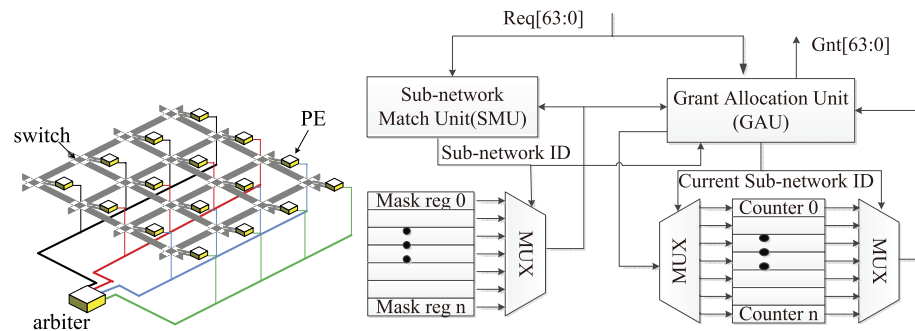 switch
PE
arbiter
Req[63:0]
Gnt[63:0]
Sub-network
Match Unit(SMU)
Grant Allocation Unit
(GAU)
Sub-network ID
Current Sub-network ID
Mask reg 0
Mask reg n
MUX
MUX
Counter 0
Counter n
MUX